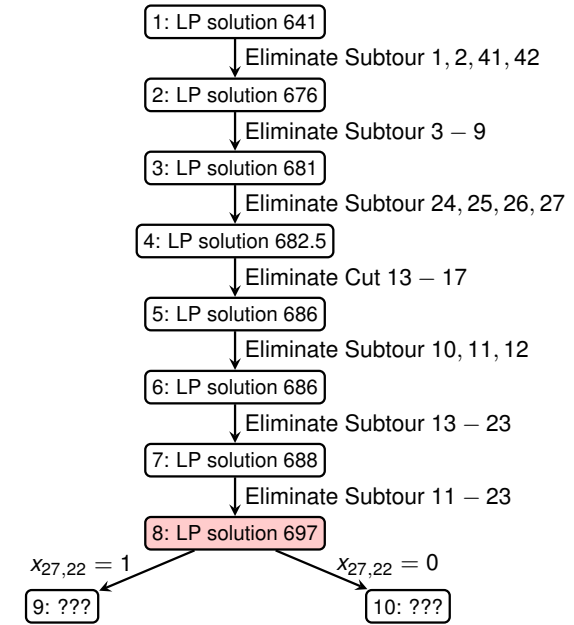 1: LP solution 641
Eliminate Subtour 1, 2, 41, 42
2: LP solution 676
Eliminate Subtour 3 − 9
3: LP solution 681
Eliminate Subtour 24, 25, 26, 27
4: LP solution 682.5
Eliminate Cut 13 − 17
5: LP solution 686
Eliminate Subtour 10, 11, 12
6: LP solution 686
Eliminate Subtour 13 − 23
7: LP solution 688
Eliminate Subtour 11 − 23
8: LP solution 697
x27,22 = 1
x27,22 = 0
9: ???
10: ???